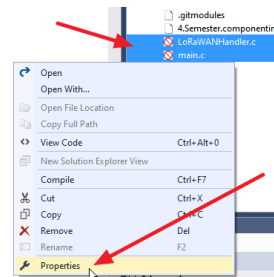 .gitmodules
4.Semester.componentin
LoRaWANHandler.c
main.c
Open
Open With...
Open File Location
Copy Full Path
View Code Ctrl+Alt+0
New Solution Explorer View
Compile Ctrl+F7
Cut Ctrl+X
Copy Ctrl+C
Remove Del
Rename F2
Properties